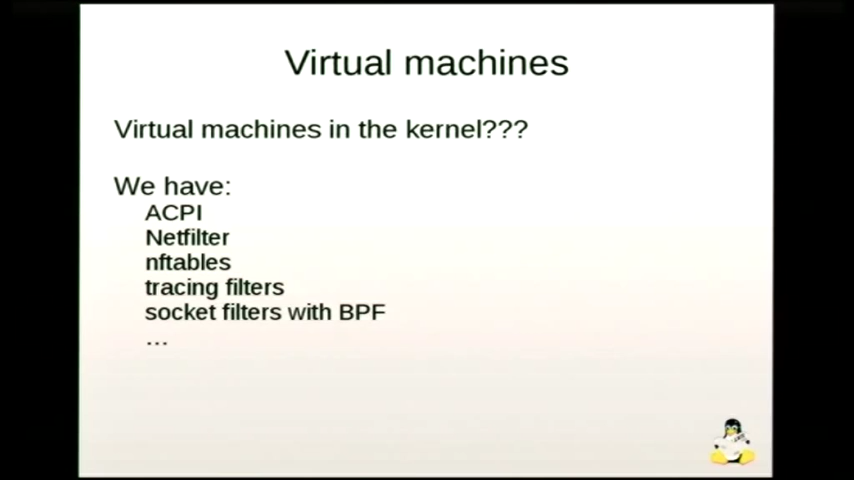 Virtual machines
Virtual machines in the kernel???
We have:
ACPI
Netfilter
nftables
tracing filters
socket filters with BPF
...